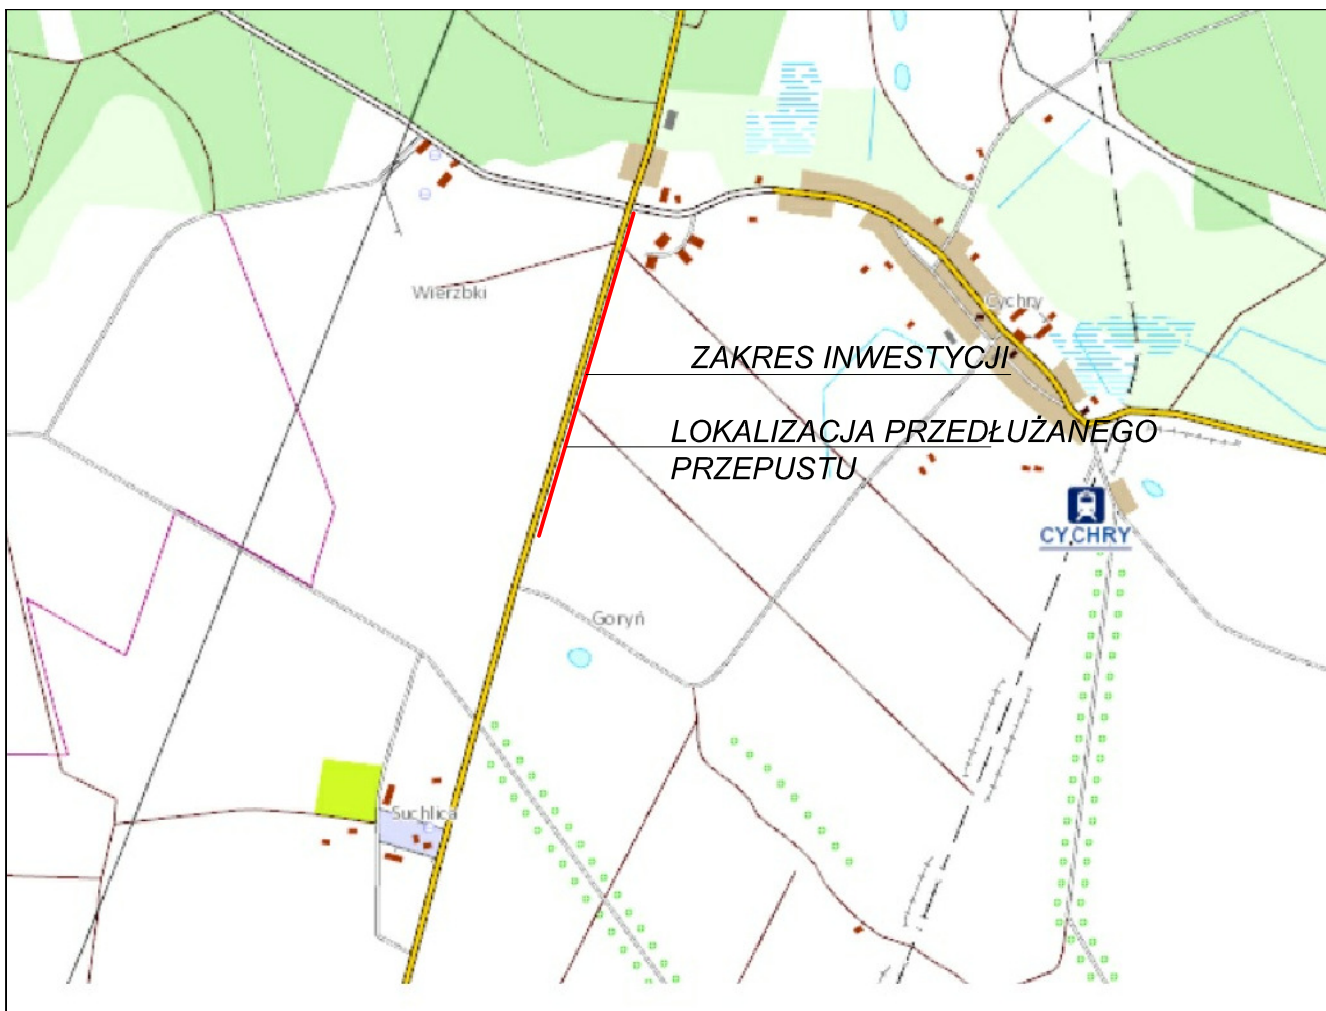 Wierzbki
Cychry
ZAKRES INWESTYCJI
LOKALIZACJA PRZEDŁUŻANEGO
PRZEPUSTU
CYCHRY
Goryń
Suchlica